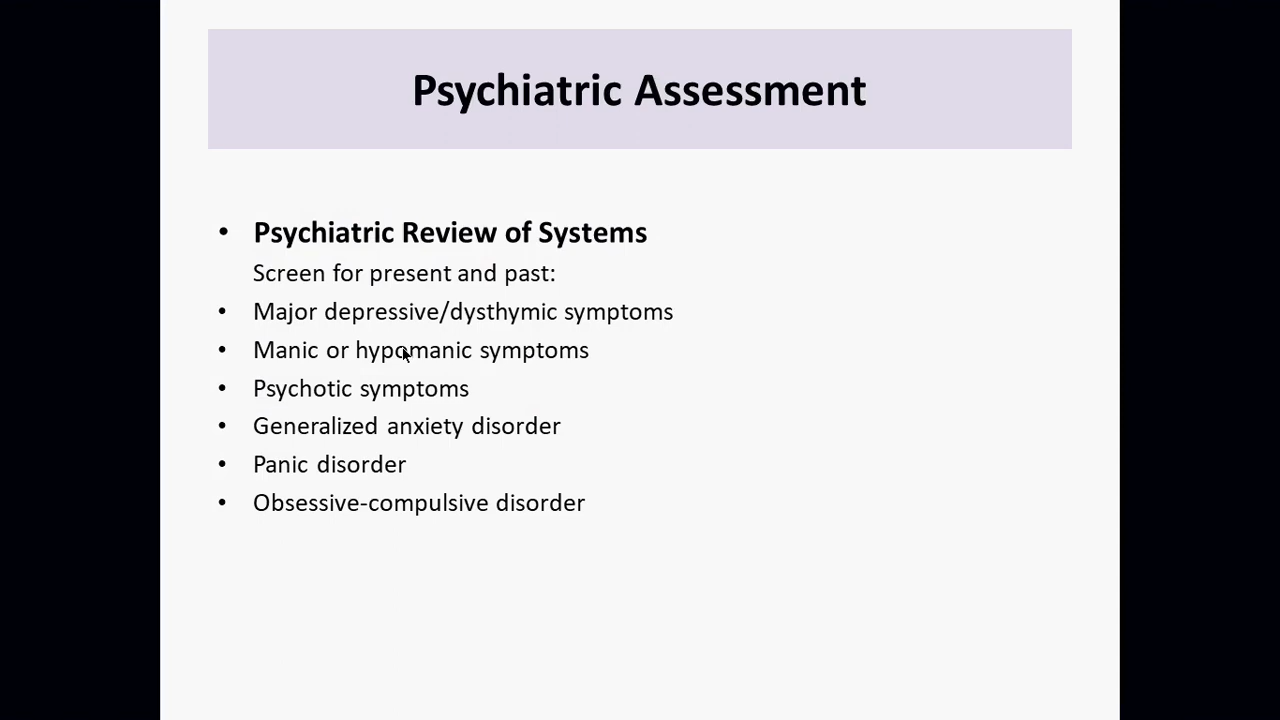 Psychiatric Assessment
• Psychiatric Review of Systems
Screen for present and past:
• Major depressive/dysthymic symptoms
• Manic or hypomanic symptoms
• Psychotic symptoms
• Generalized anxiety disorder
• Panic disorder
• Obsessive-compulsive disorder